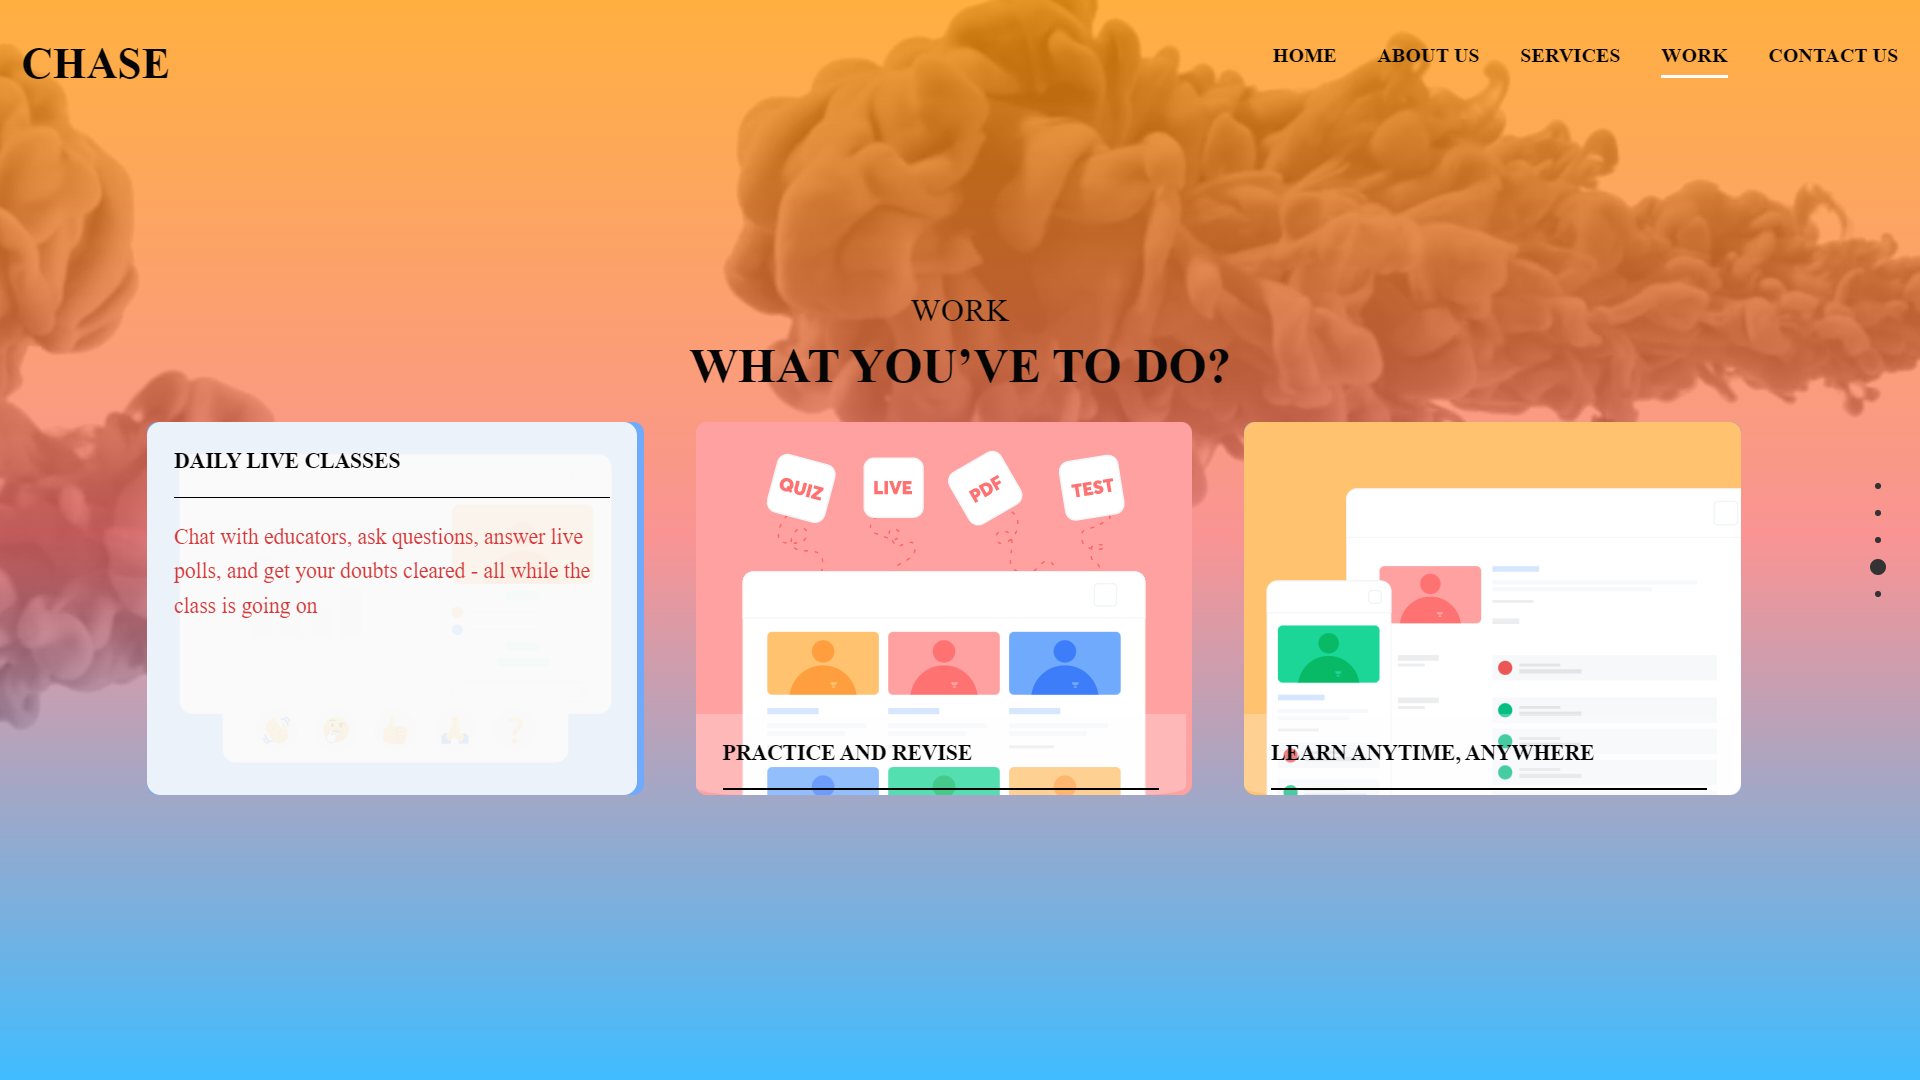 CHASE
HOME
ABOUT US
SERVICES
WORK
CONTACT US
WORK
WHAT YOU’VE TO DO?
DAILY LIVE CLASSES
Chat with educators, ask questions, answer live
polls, and get your doubts cleared - all while the
class is going on
QUIZ
LIVE
PDF
TEST
PRACTICE AND REVISE
LEARN ANYTIME, ANYWHERE